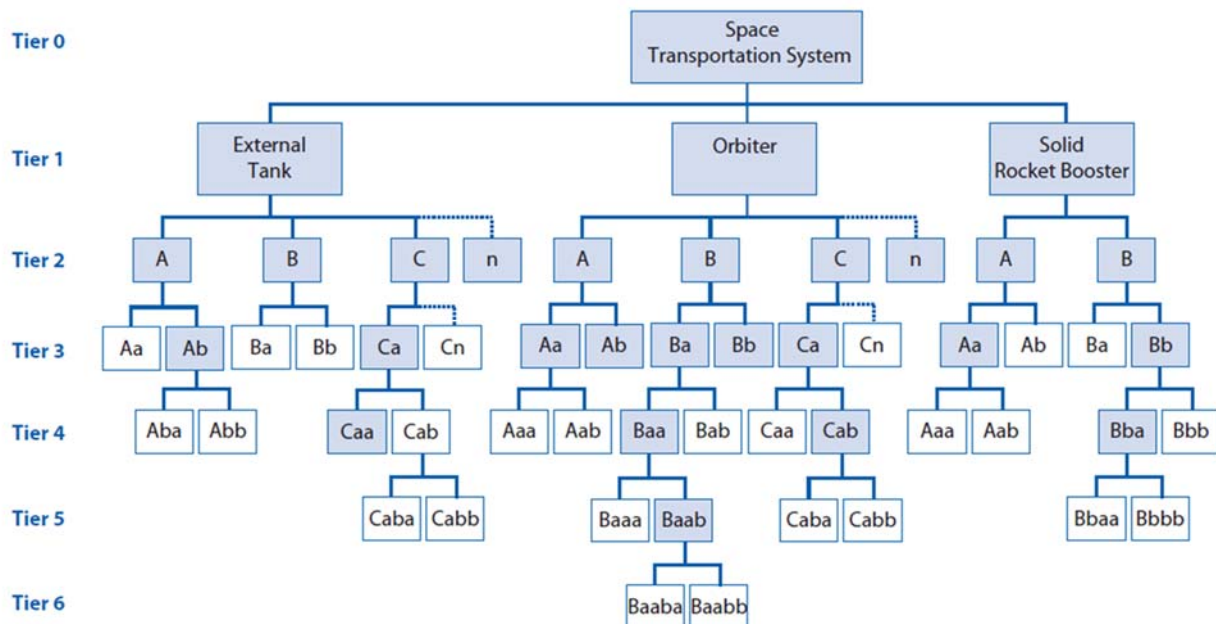 Tier 0
Space
Transportation System
Tier 1
External
Tank
Orbiter
Solid
Rocket Booster
Tier 2
A B C n A B C n A B
Tier 3
Aa Ab Ba Bb Ca Cn Aa Ab Ba Bb Ca Cn Aa Ab Ba Bb
Tier 4
Aba Abb Caa Cab Aaa Aab Baa Bab Caa Cab Aaa Aab Bba Bbb
Tier 5
Caba Cabb Baaa Baab Caba Cabb Bbaa Bbbb
Tier 6
Baaba Baabb